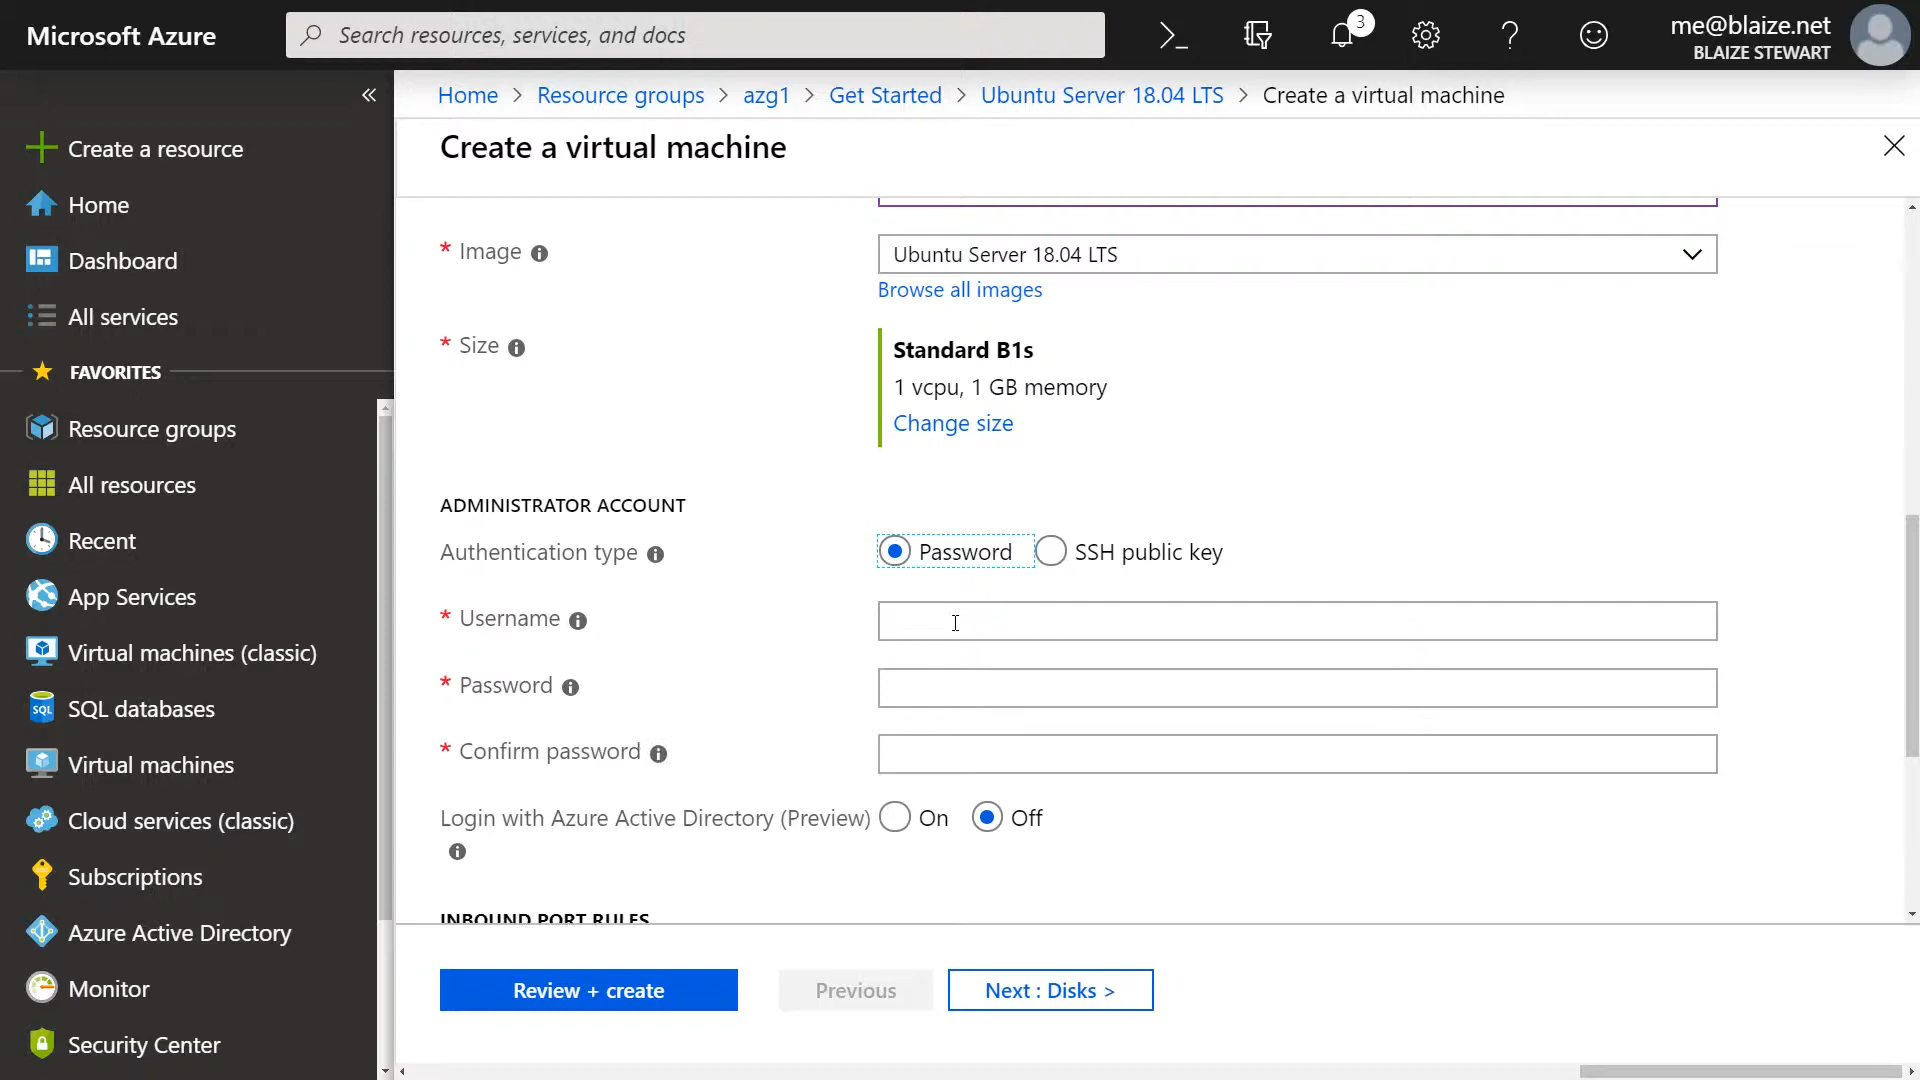 Microsoft Azure
Search resources, services, and docs
3
me@blaize.net
BLAIZE STEWART
«
Create a resource
Home
Dashboard
All services
FAVORITES
Resource groups
All resources
Recent
App Services
Virtual machines (classic)
SQL
SQL databases
Virtual machines
Cloud services (classic)
Subscriptions
Azure Active Directory
Monitor
Security Center
Home > Resource groups > azg1 > Get Started > Ubuntu Server 18.04 LTS > Create a virtual machine
Create a virtual machine
* Image
Ubuntu Server 18.04 LTS
Browse all images
* Size
Standard B1s
1 vcpu, 1 GB memory
Change size
ADMINISTRATOR ACCOUNT
Authentication type
Password
SSH public key
* Username
* Password
* Confirm password
Login with Azure Active Directory (Preview)
On
Off
INBOUND PORT RULES
Review + create
Previous
Next : Disks >